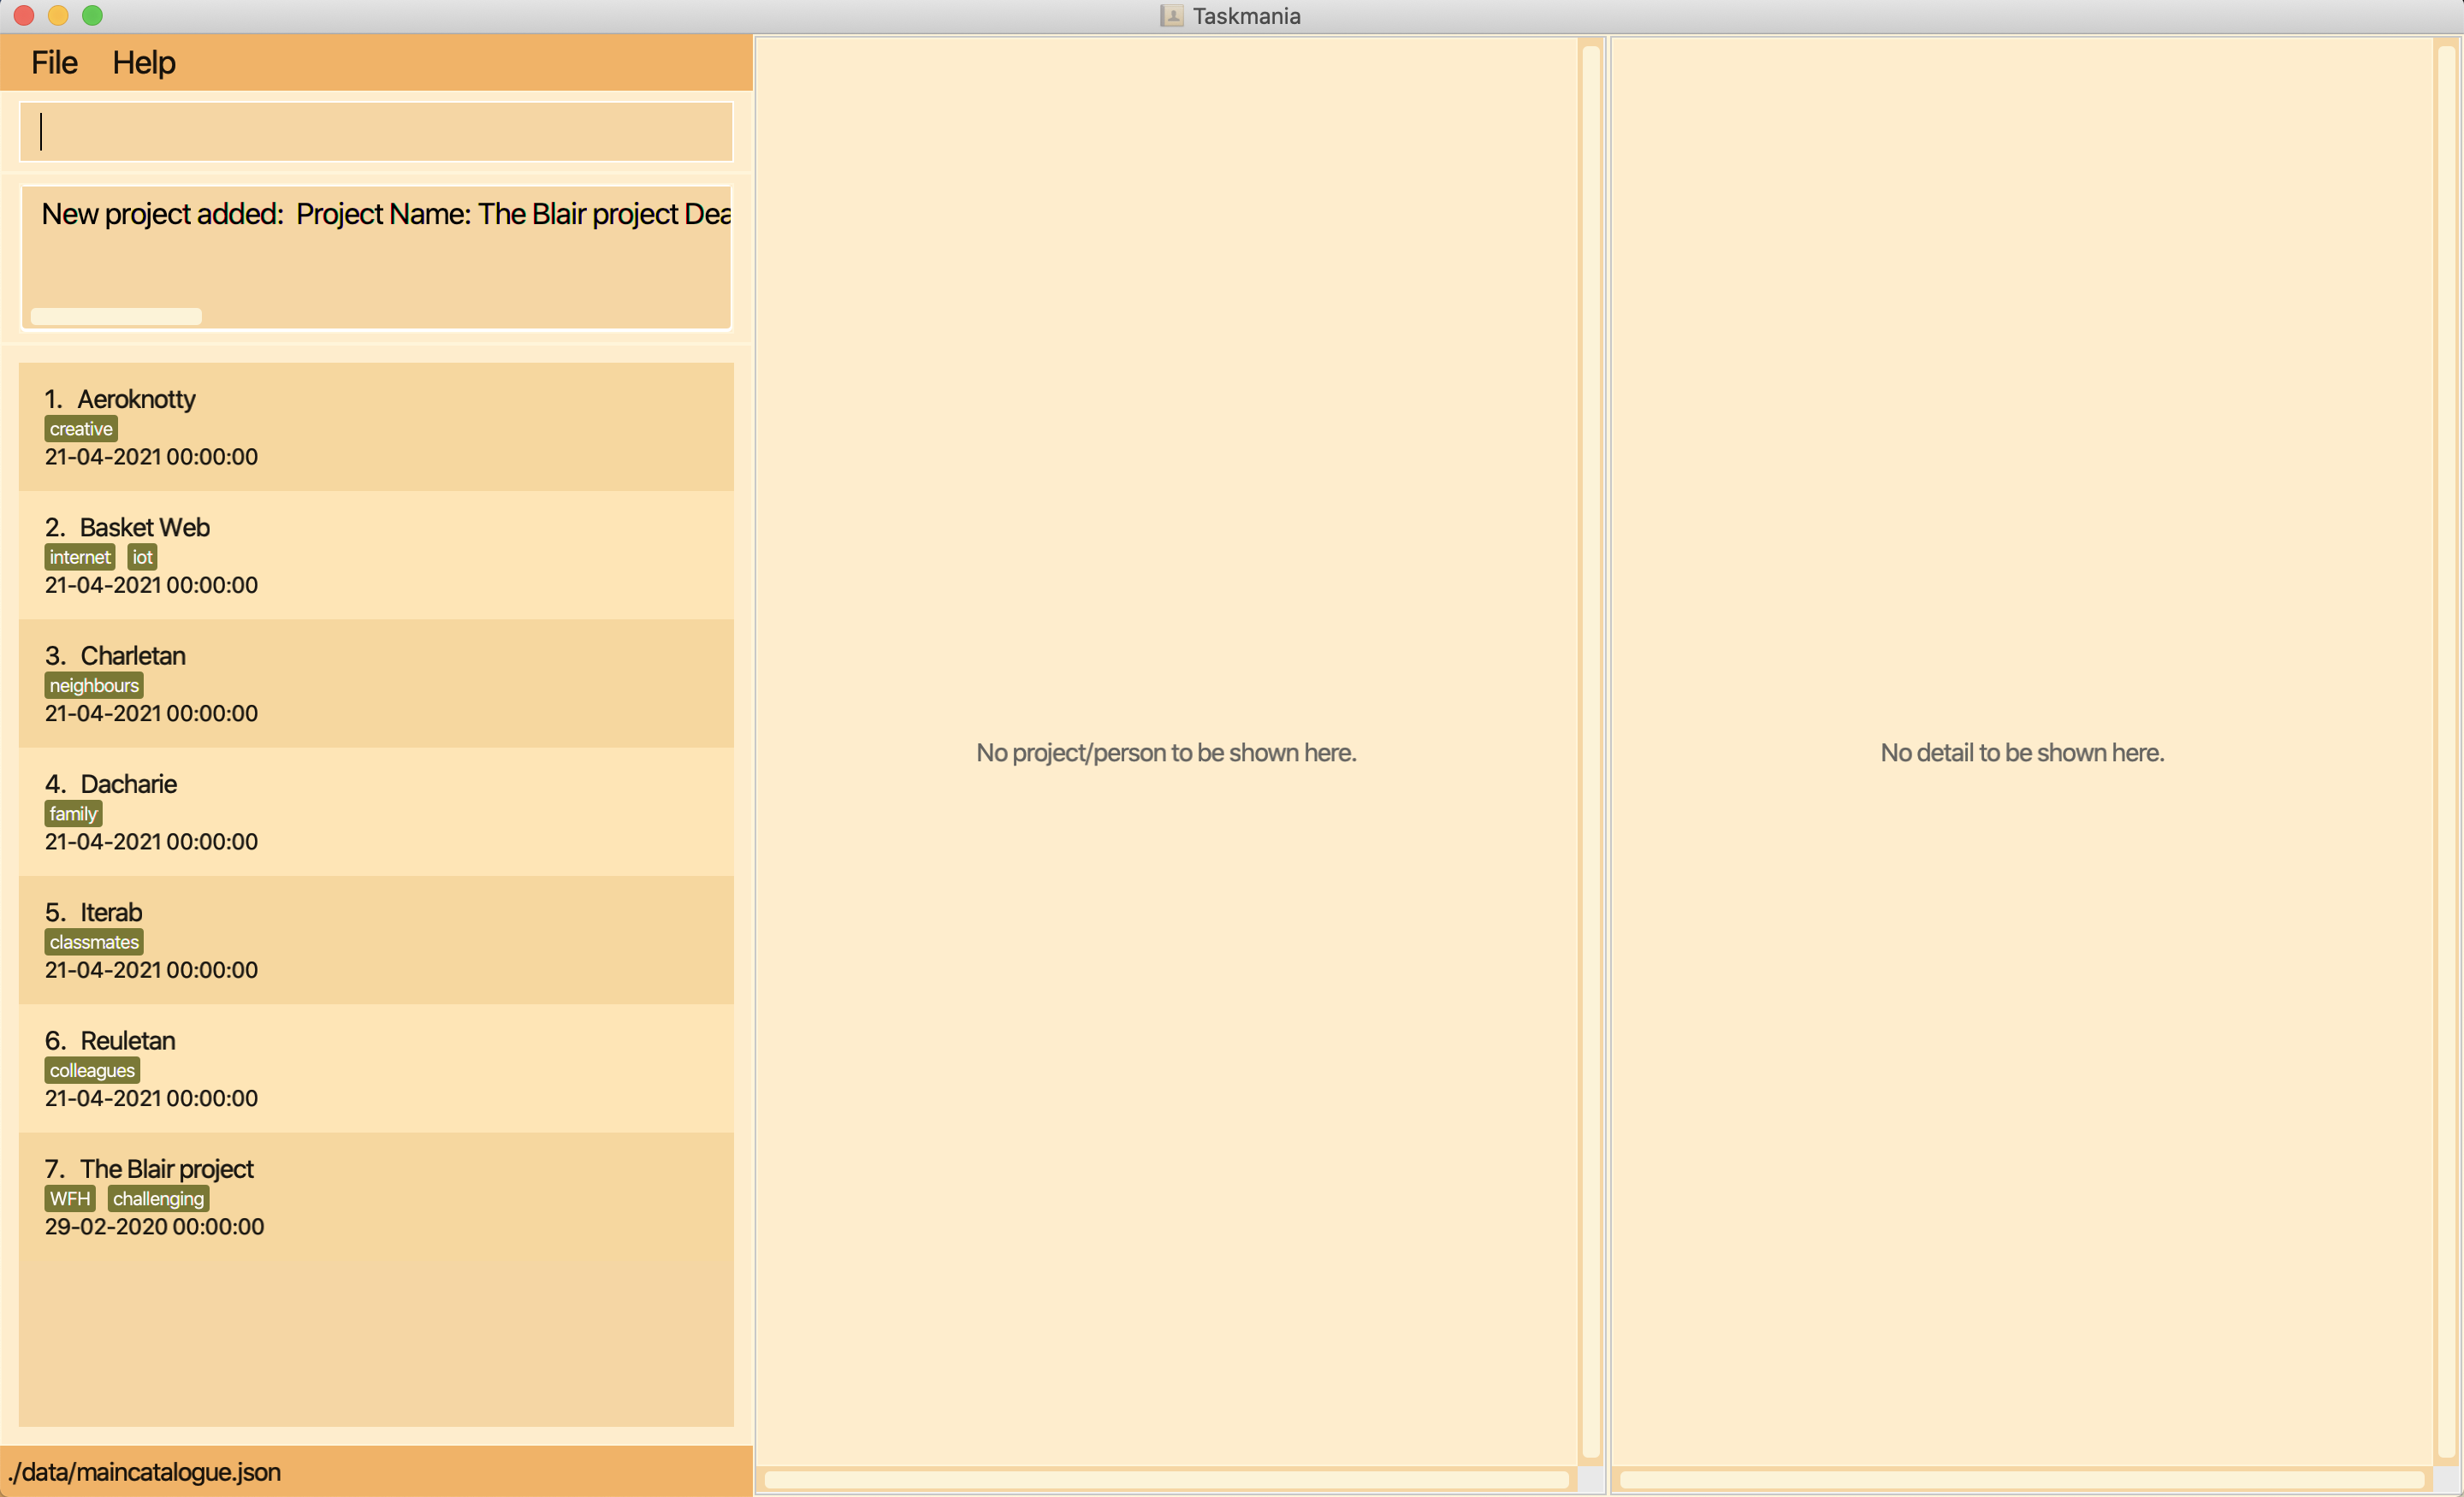 Taskmania
File Help
New project added: Project Name: The Blair project Dea
1. Aeroknotty
creative
21-04-2021 00:00:00
2. Basket Web
internet iot
21-04-2021 00:00:00
3. Charletan
neighbours
21-04-2021 00:00:00
4. Dacharie
family
21-04-2021 00:00:00
5. Iterab
classmates
21-04-2021 00:00:00
6. Reuletan
colleagues
21-04-2021 00:00:00
7. The Blair project
WFH challenging
29-02-2020 00:00:00
./data/maincatalogue.json
No project/person to be shown here.
No detail to be shown here.